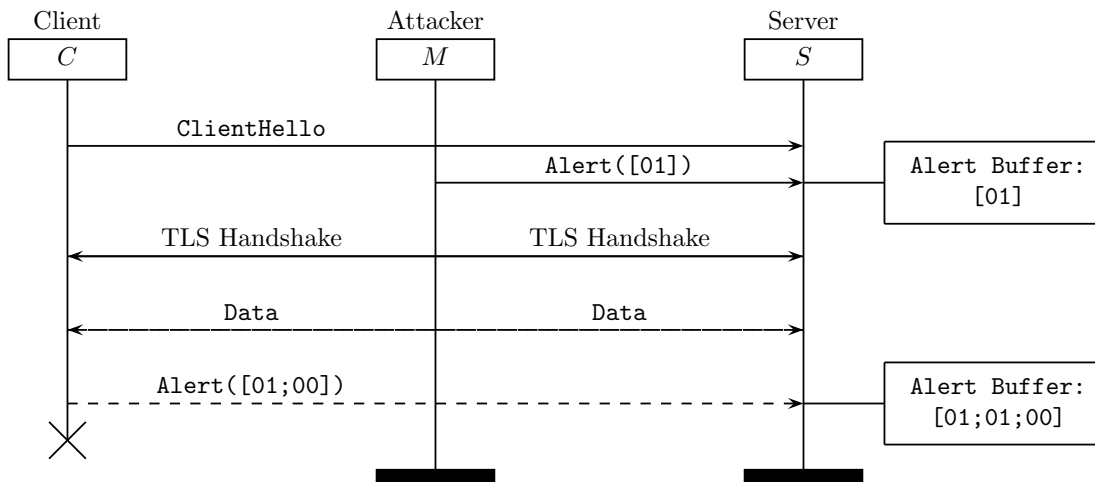 Client
Attacker
Server
C
M
S
ClientHello
Alert([01])
Alert Buffer:
[01]
TLS Handshake
TLS Handshake
Data
Data
Alert([01;00])
Alert Buffer:
[01;01;00]